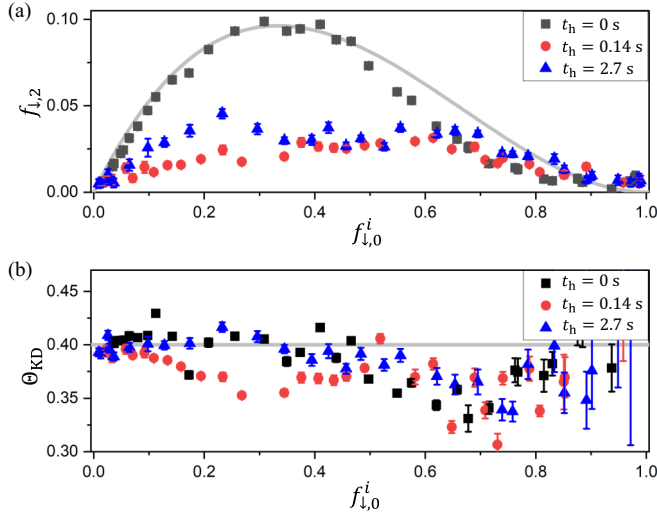 (a)
0.10
0.05
0.00
f↓,2
t_h = 0 s
t_h = 0.14 s
t_h = 2.7 s
0.0 0.2 0.4 0.6 0.8 1.0
f^i_↓,0
(b)
0.45
0.40
0.35
0.30
Θ_KD
t_h = 0 s
t_h = 0.14 s
t_h = 2.7 s
0.0 0.2 0.4 0.6 0.8 1.0
f^i_↓,0